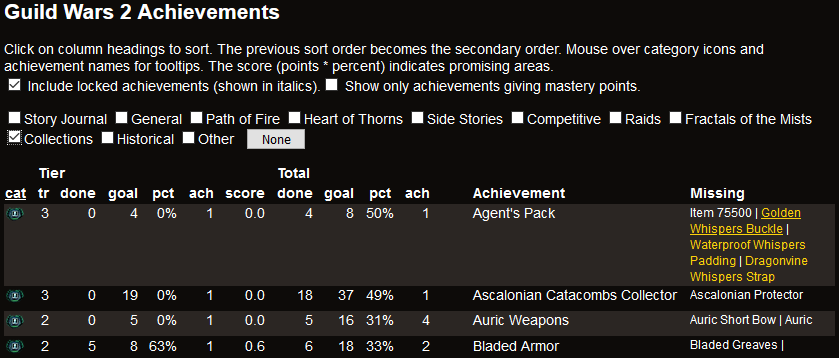 Guild Wars 2 Achievements
Click on column headings to sort. The previous sort order becomes the secondary order. Mouse over category icons and
achievement names for tooltips. The score (points * percent) indicates promising areas.
Include locked achievements (shown in italics). Show only achievements giving mastery points.
Story Journal General Path of Fire Heart of Thorns Side Stories Competitive Raids Fractals of the Mists
Collections Historical Other None
Tier Total
cat tr done goal pct ach score done goal pct ach Achievement Missing
3 0 4 0% 1 0.0 4 8 50% 1 Agent's Pack Item 75500 | Golden
Whispers Buckle |
Waterproof Whispers
Padding | Dragonvine
Whispers Strap
3 0 19 0% 1 0.0 18 37 49% 1 Ascalonian Catacombs Collector Ascalonian Protector
2 0 5 0% 1 0.0 5 16 31% 4 Auric Weapons Auric Short Bow | Auric
2 5 8 63% 1 0.6 6 18 33% 2 Bladed Armor Bladed Greaves |